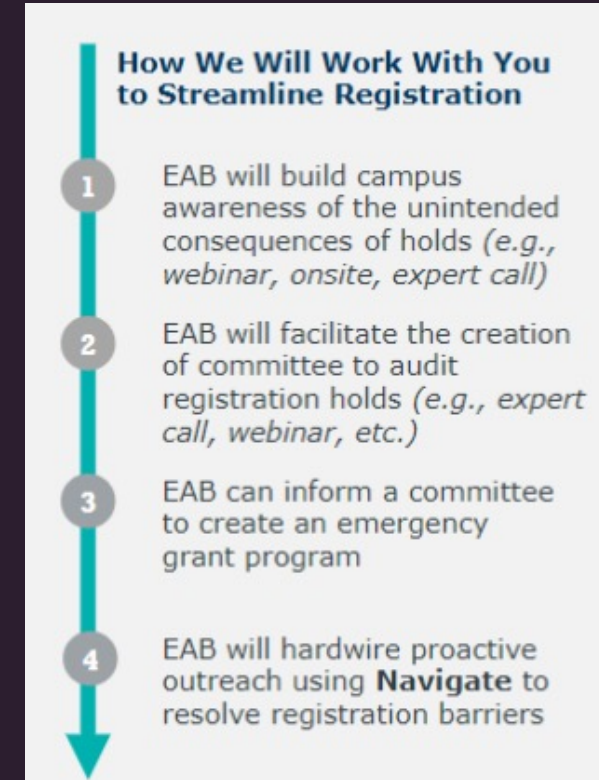 How We Will Work With You
to Streamline Registration
1
EAB will build campus
awareness of the unintended
consequences of holds (e.g.,
webinar, onsite, expert call)
2
EAB will facilitate the creation
of committee to audit
registration holds (e.g., expert
call, webinar, etc.)
3
EAB can inform a committee
to create an emergency
grant program
4
EAB will hardwire proactive
outreach using Navigate to
resolve registration barriers